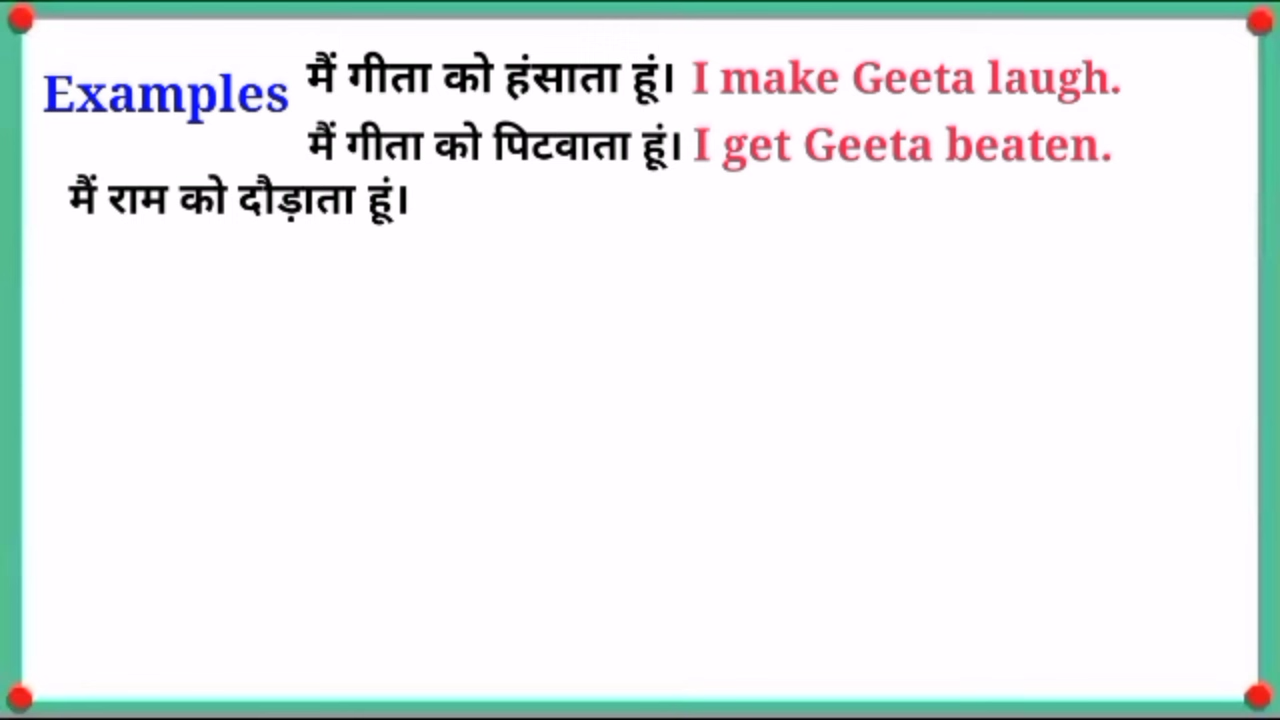 Examples मैं गीता को हंसाता हूं। I make Geeta laugh.
मैं गीता को पिटवाता हूं। I get Geeta beaten.
मैं राम को दौड़ाता हूं।